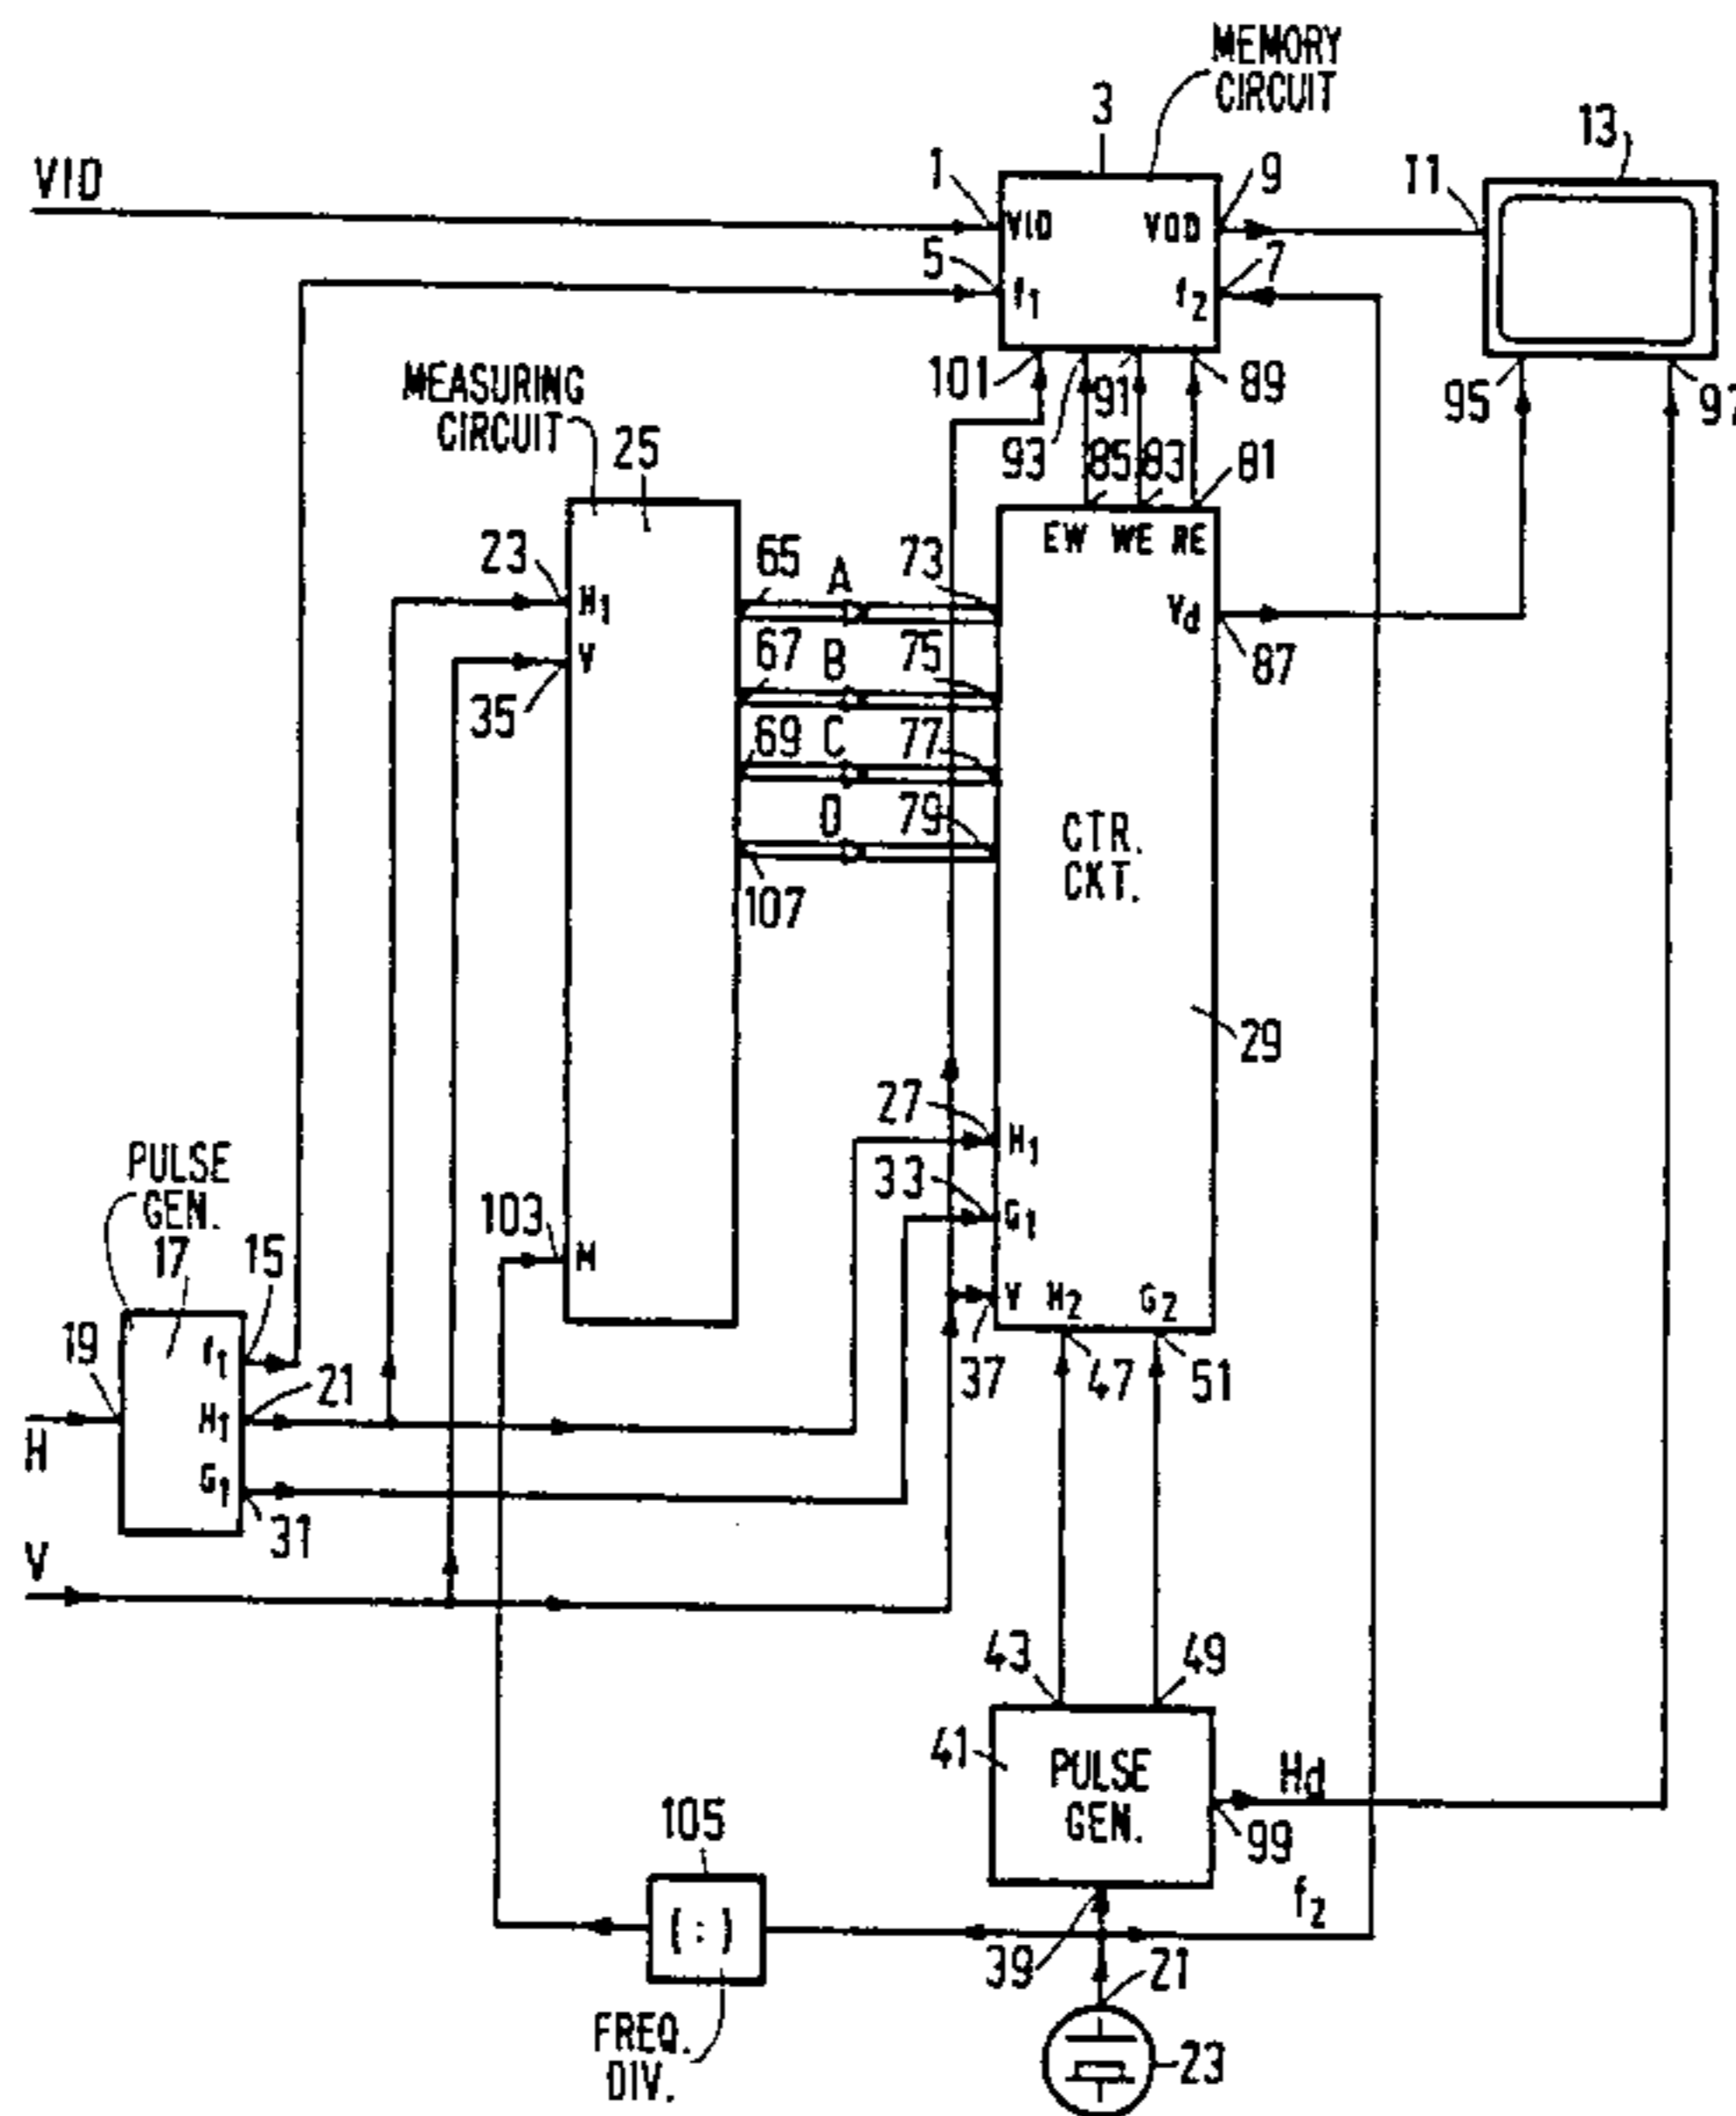 MEMORY
CIRCUIT
3
13
VID
1
9
I1
VID
VOD
5
7
f1
f2
101
93
91
89
95
97
MEASURING
CIRCUIT
25
85
83
81
EW
WE
RE
23
65
A
73
H1
Vd
V
67
B
75
87
35
69
C
77
D
79
107
CTR.
CKT.
29
27
H1
PULSE
GEN.
17
33
G1
103
M
15
V
H2
G2
19
f1
37
47
51
21
H1
H
G1
31
V
43
49
41
PULSE
GEN.
Hd
99
105
(:)
f2
39
21
FREQ.
DIV.
23